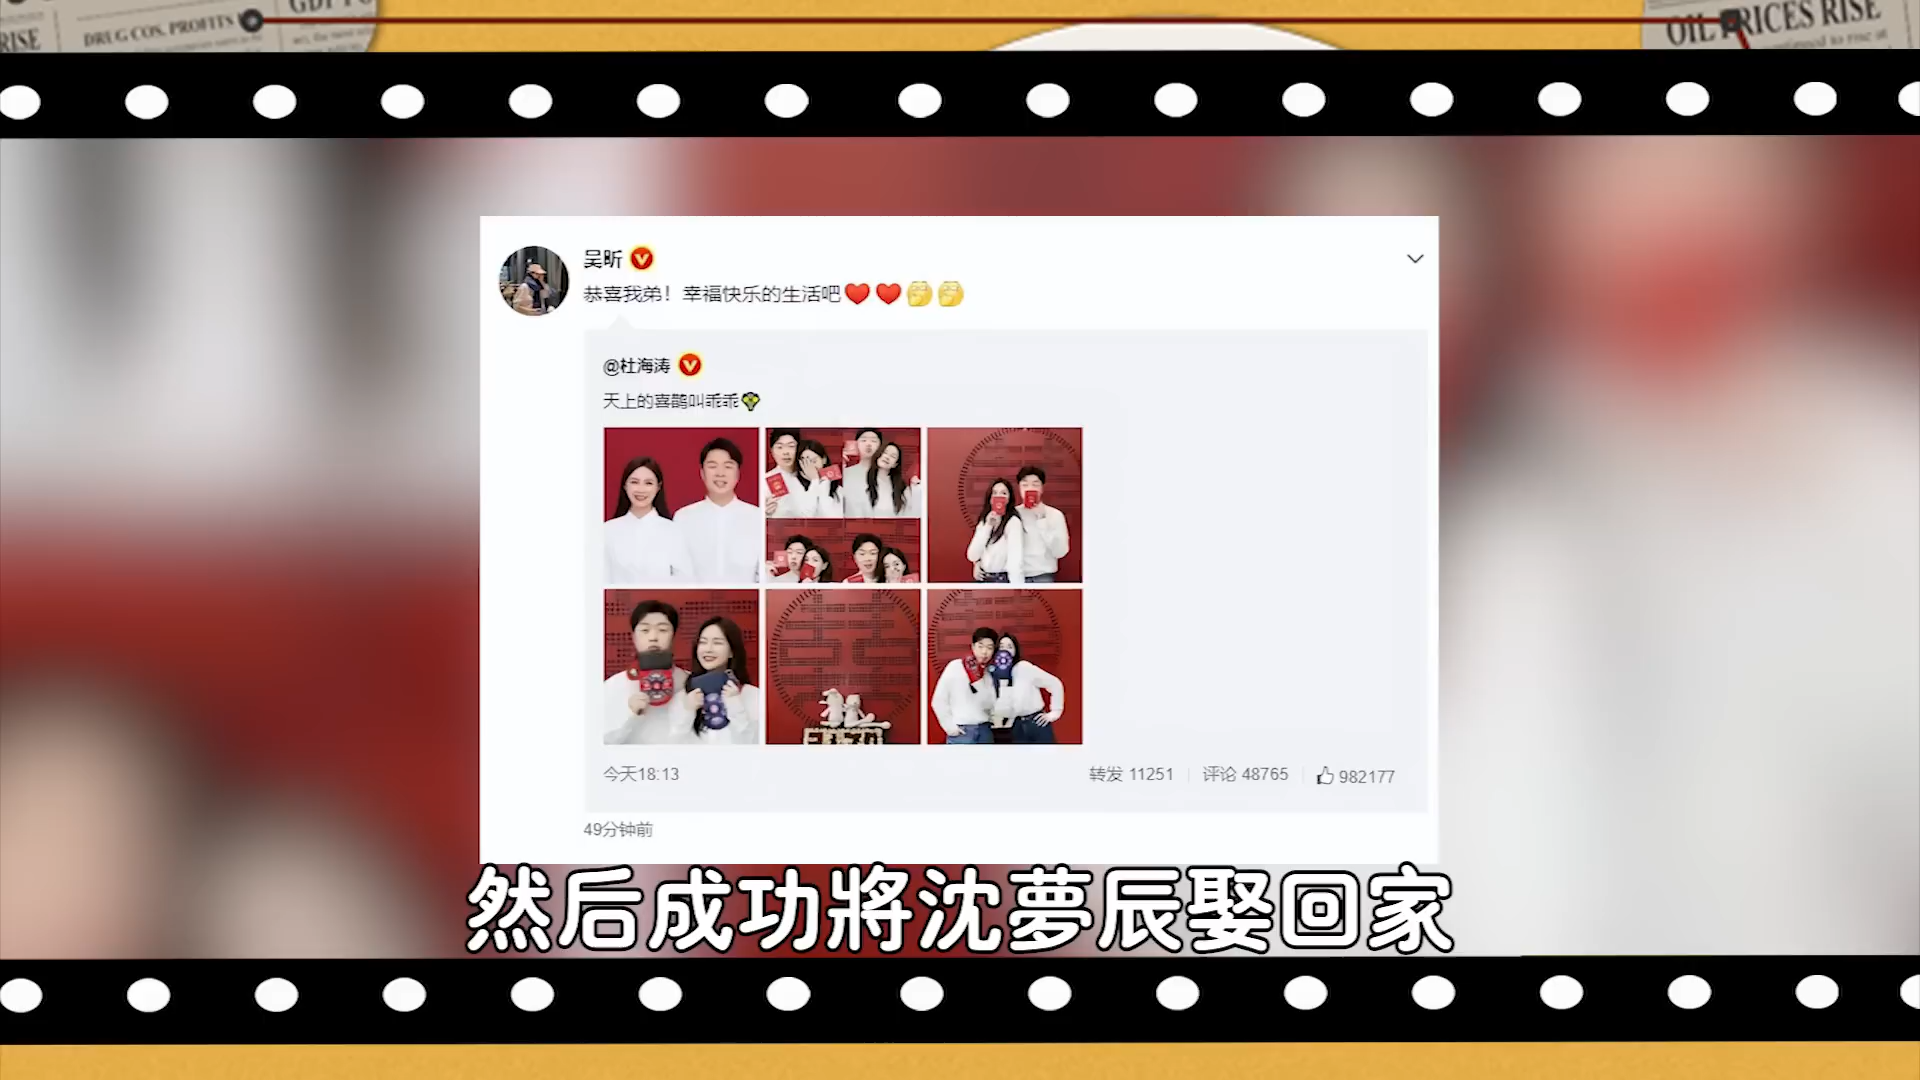 RISE
DRUG COS. PROFITS
OIL PRICES RISE
吴昕
恭喜我弟！幸福快乐的生活吧
@杜海涛
天上的喜鹊叫乖乖
今天18:13
转发 11251
评论 48765
982177
49分钟前
然后成功將沈夢辰娶回家